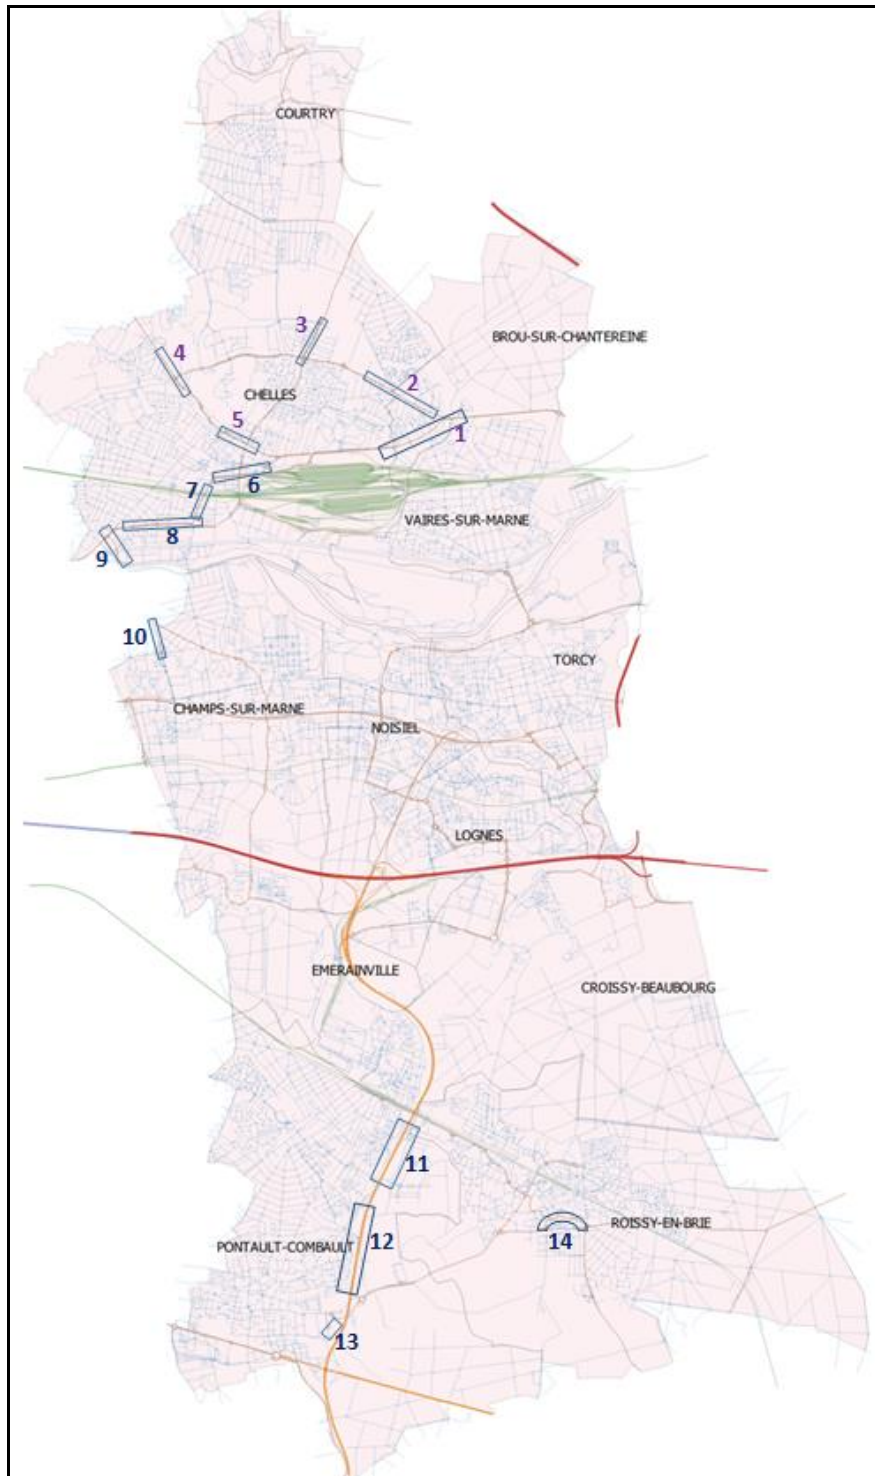 COURTRY
3
BROU-SUR-CHANTEREINE
4
2
CHELLES
5
1
6
7
VAIRES-SUR-MARNE
8
9
10
TORCY
CHAMPS-SUR-MARNE
NOISIEL
LOGNES
EMERAINVILLE
CROISSY-BEAUBOURG
11
ROISSY-EN-BRIE
12
14
PONTAULT-COMBAULT
13